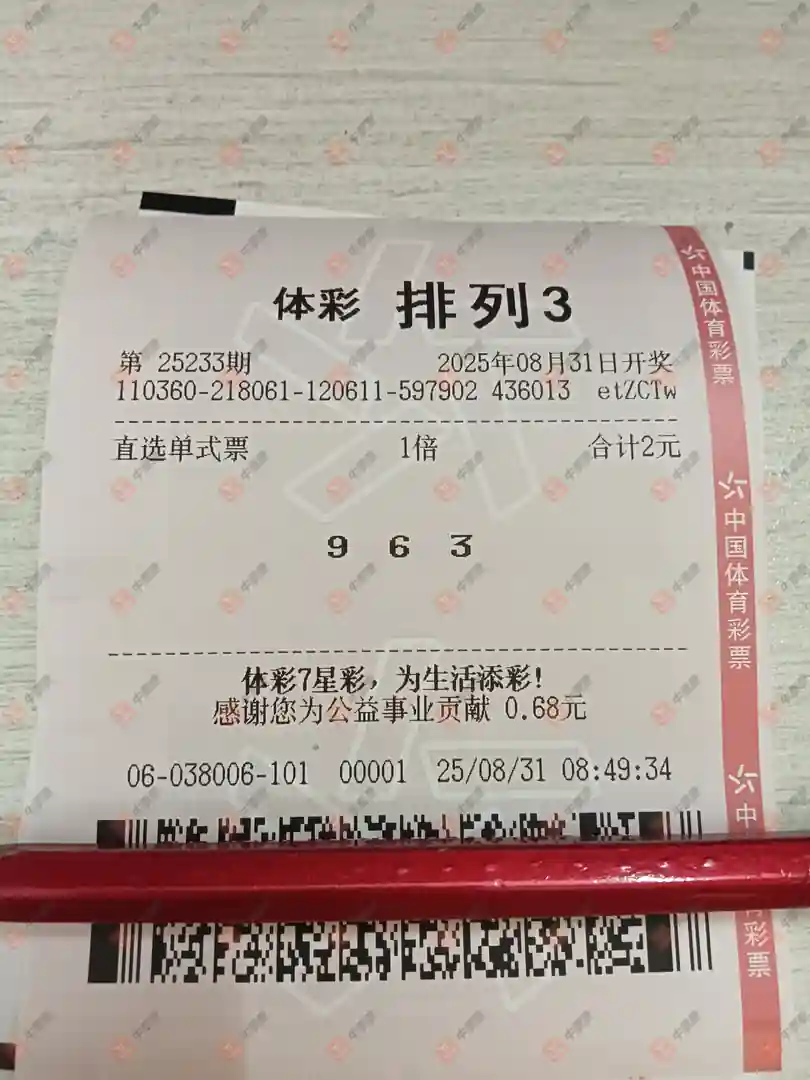 体彩 排列3
第 25233期 2025年08月31日开奖
110360-218061-120611-597902 436013 etZCTw
直选单式票 1倍 合计2元
9 6 3
体彩7星彩，为生活添彩!
感谢您为公益事业贡献 0.68元
06-038006-101 00001 25/08/31 08:49:34
中国体育彩票
中国体育彩票
中
育彩票